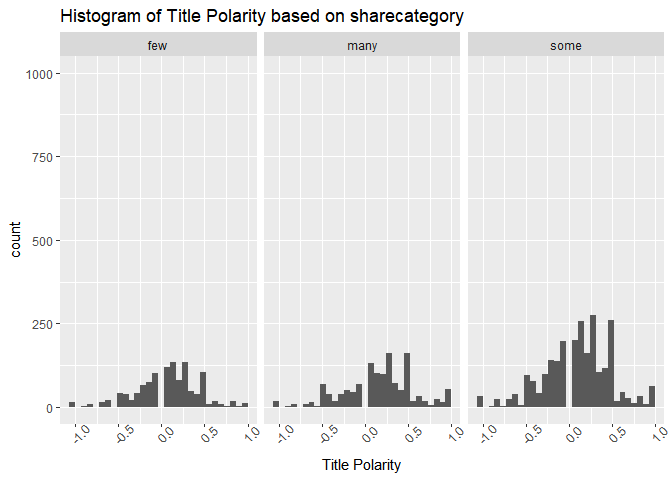 Histogram of Title Polarity based on sharecategory
few many some
1000
750
500
250
0
count
-1.0 -0.5 0.0 0.5 1.0 -1.0 -0.5 0.0 0.5 1.0 -1.0 -0.5 0.0 0.5 1.0
Title Polarity